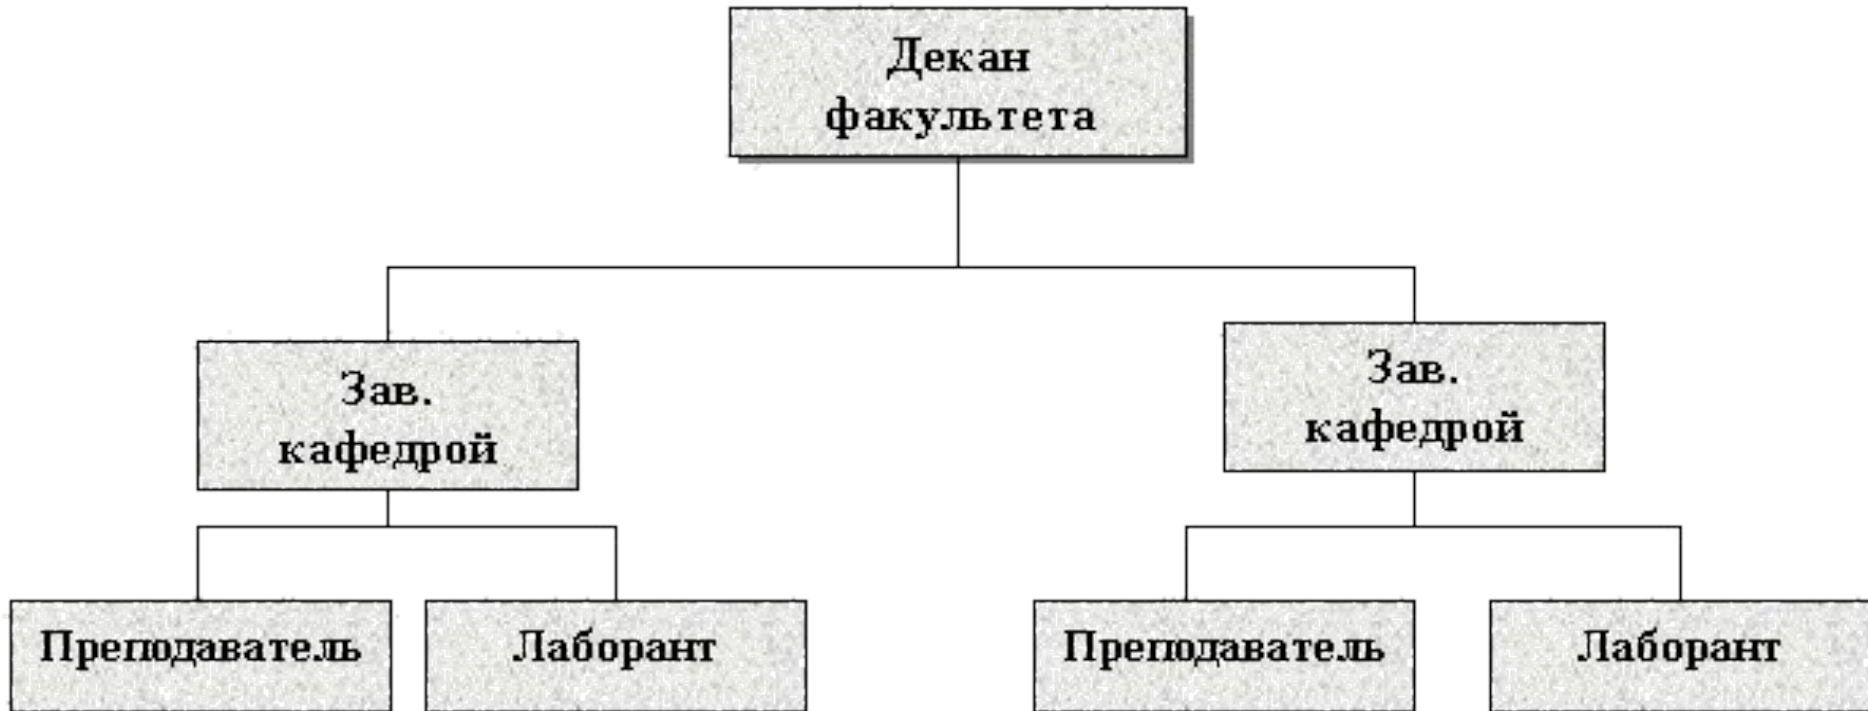 Декан
факультета
Зав.
кафедрой
Зав.
кафедрой
Преподаватель
Лаборант
Преподаватель
Лаборант